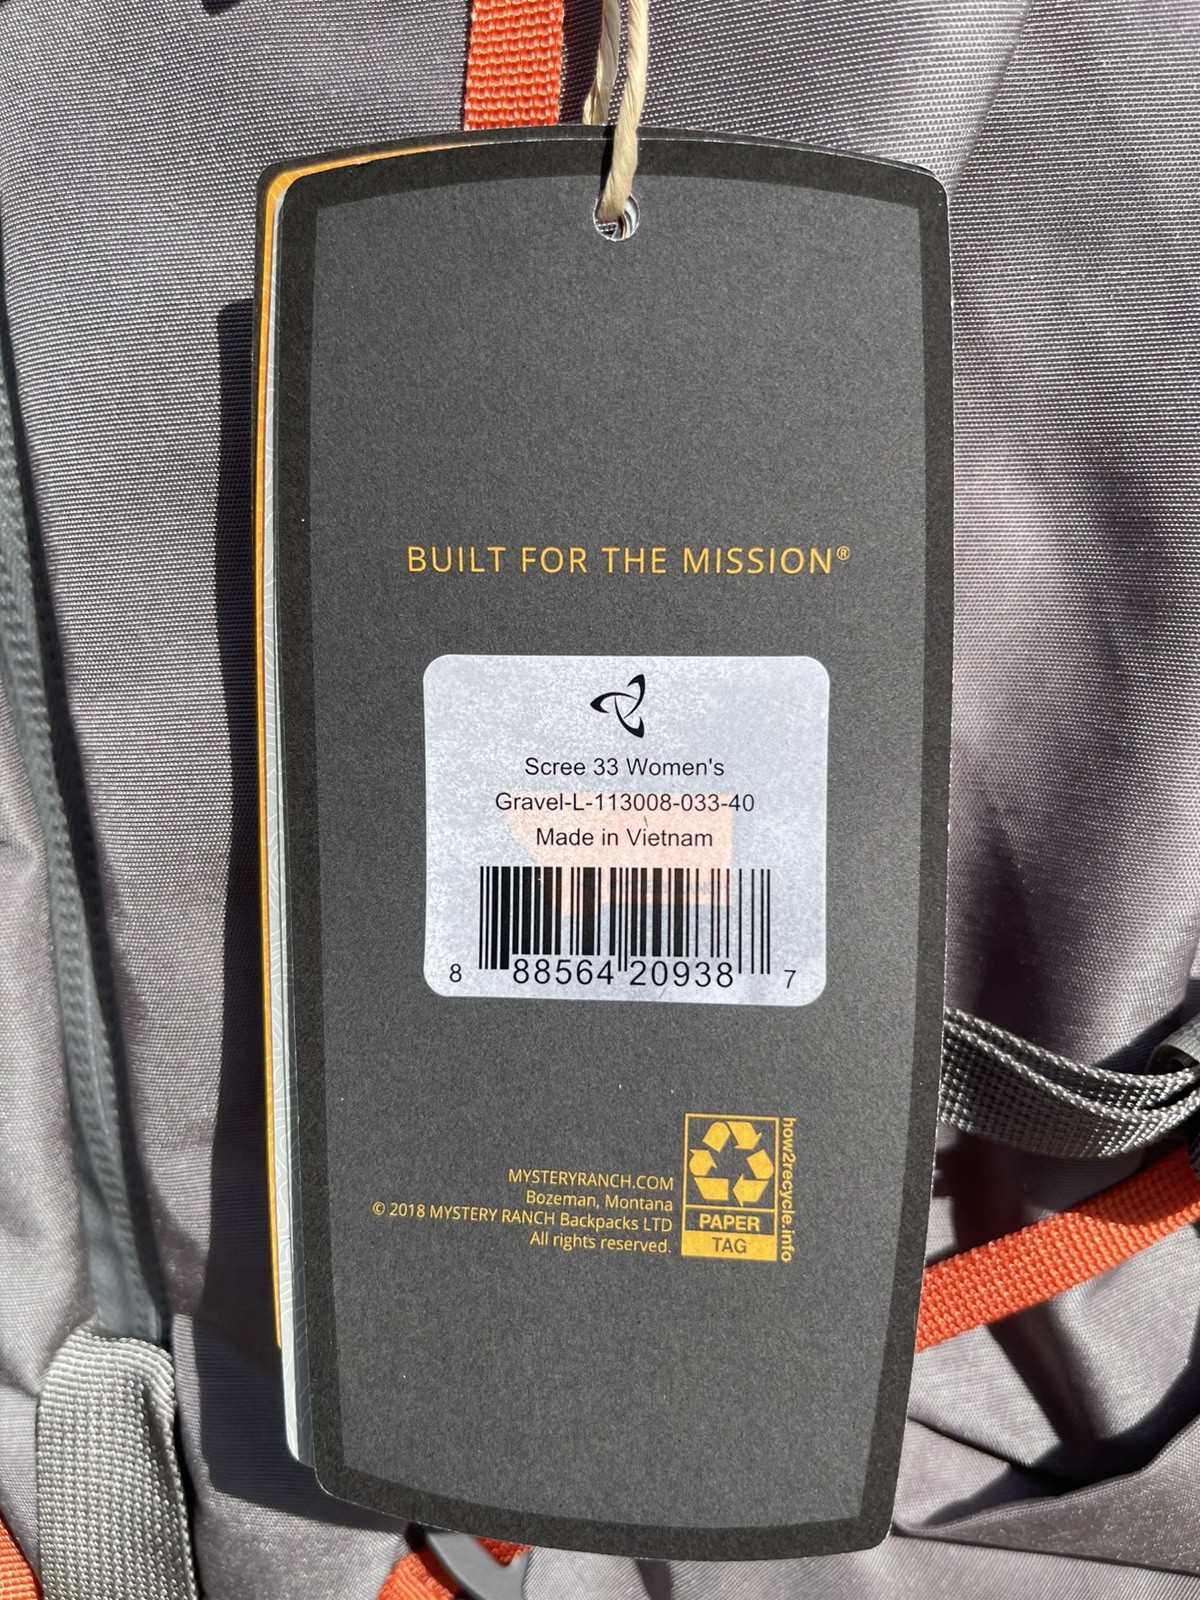 BUILT FOR THE MISSION®
Scree 33 Women's
Gravel-L-113008-033-40
Made in Vietnam
8 88564 20938 7
MYSTERYRANCH.COM
Bozeman, Montana
© 2018 MYSTERY RANCH Backpacks LTD
All rights reserved.
PAPER
TAG
how2recycle.info